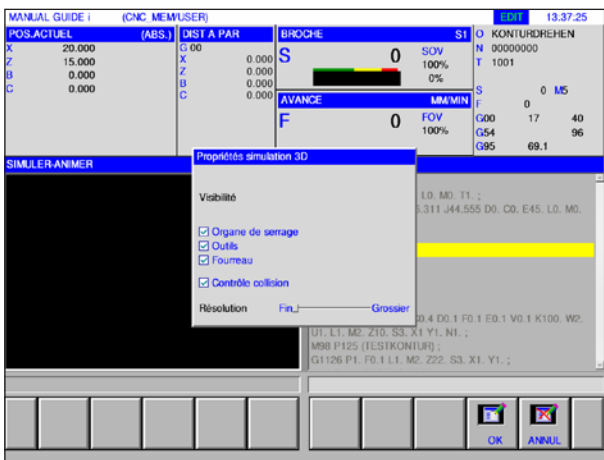 MANUAL GUIDE i (CNC_MEM/USER) EDIT 13.37.25
POS.ACTUEL (ABS.) DIST A PAR BROCHE S1 O KONTURDREHEN
X 20.000 G 00 S 0 SOV N 00000000
Z 15.000 X 0.000 100% T 1001
B 0.000 Z 0.000 0%
C 0.000 B 0.000 S 0 M5
C 0.000 AVANCE MM/MIN F 0
F 0 FOV G00 17 40
100% G54 96
G95 69.1
SIMULER-ANIMER
Propriétés simulation 3D
Visibilité
Organe de serrage
Outils
Fourreau
Contrôle collision
Résolution Fin Grossier
L0. M0. T1. ;
.311 J44.555 D0. C0. E45. L0. M0.
0.4 D0.1 F0.1 E0.1 V0.1 K100. W2.
U1. L1. M2. Z10. S3. X1 Y1. N1. ;
M98 P125 (TESTKONTUR) ;
G1126 P1. F0.1 L1. M2. Z22. S3. X1. Y1. ;
OK ANNUL